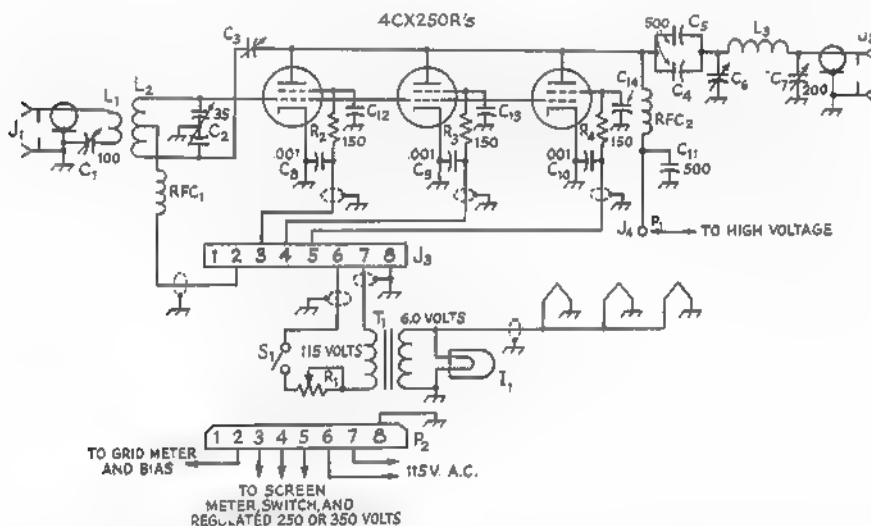 4CX250R's
C3
500
C5
L3
J2
L1
L2
35
C2
C12
C13
C14
C4
C6
C7
200
J1
100
C1
R2
150
R3
150
R4
150
RFC2
.001
C8
.001
C9
.001
C10
C11
500
RFC1
J4
P1
TO HIGH VOLTAGE
1 2 3 4 5 6 7 8
J3
T1
6.0 VOLTS
S1
115 VOLTS
R1
I1
1 2 3 4 5 6 7 8
P2
TO GRID METER
AND BIAS
115 V. A.C.
TO SCREEN
METER, SWITCH, AND
REGULATED 250 OR 350 VOLTS